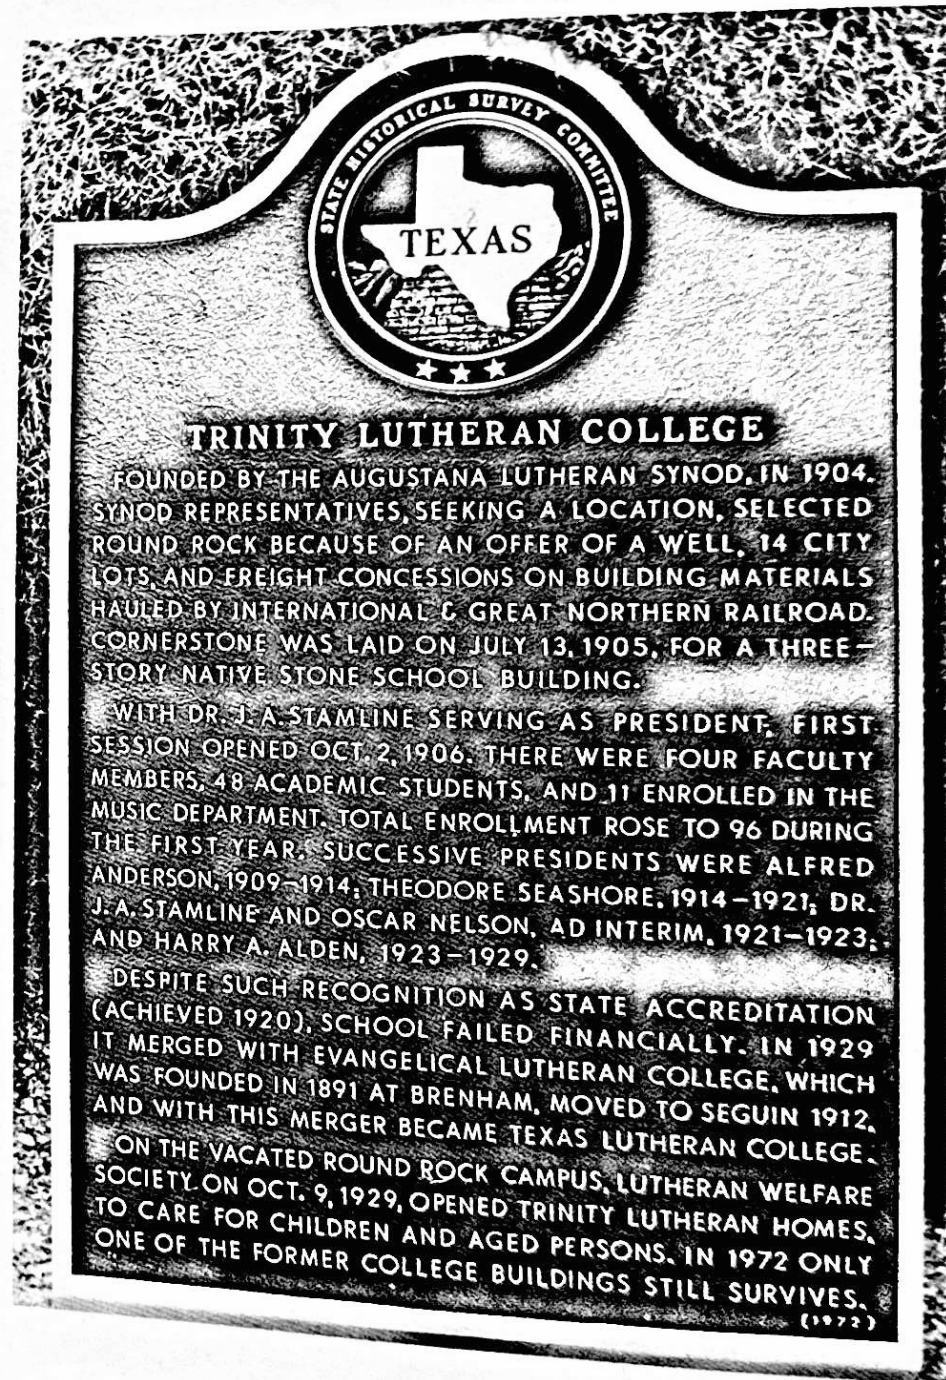 STATE HISTORICAL SURVEY COMMITTEE
TEXAS
TRINITY LUTHERAN COLLEGE
FOUNDED BY THE AUGUSTANA LUTHERAN SYNOD, IN 1904.
SYNOD REPRESENTATIVES, SEEKING A LOCATION, SELECTED
ROUND ROCK BECAUSE OF AN OFFER OF A WELL, 14 CITY
LOTS, AND FREIGHT CONCESSIONS ON BUILDING MATERIALS
HAULED BY INTERNATIONAL & GREAT NORTHERN RAILROAD.
CORNERSTONE WAS LAID ON JULY 13, 1905, FOR A THREE-
STORY NATIVE STONE SCHOOL BUILDING.
WITH DR. J. A. STAMLINE SERVING AS PRESIDENT, FIRST
SESSION OPENED OCT. 2, 1906. THERE WERE FOUR FACULTY
MEMBERS, 48 ACADEMIC STUDENTS, AND 11 ENROLLED IN THE
MUSIC DEPARTMENT. TOTAL ENROLLMENT ROSE TO 96 DURING
THE FIRST YEAR. SUCCESSIVE PRESIDENTS WERE ALFRED
ANDERSON, 1909-1914; THEODORE SEASHORE, 1914-1921; DR.
J. A. STAMLINE AND OSCAR NELSON, AD INTERIM, 1921-1923;
AND HARRY A. ALDEN, 1923-1929.
DESPITE SUCH RECOGNITION AS STATE ACCREDITATION
(ACHIEVED 1920), SCHOOL FAILED FINANCIALLY. IN 1929
IT MERGED WITH EVANGELICAL LUTHERAN COLLEGE, WHICH
WAS FOUNDED IN 1891 AT BRENHAM, MOVED TO SEGUIN 1912,
AND WITH THIS MERGER BECAME TEXAS LUTHERAN COLLEGE.
ON THE VACATED ROUND ROCK CAMPUS, LUTHERAN WELFARE
SOCIETY ON OCT. 9, 1929, OPENED TRINITY LUTHERAN HOMES,
TO CARE FOR CHILDREN AND AGED PERSONS. IN 1972 ONLY
ONE OF THE FORMER COLLEGE BUILDINGS STILL SURVIVES.
(1972)